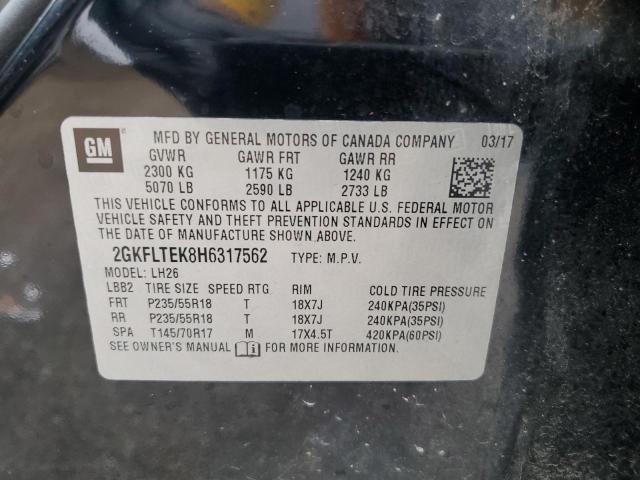 GM
MFD BY GENERAL MOTORS OF CANADA COMPANY 03/17
GVWR GAWR FRT GAWR RR
2300 KG 1175 KG 1240 KG
5070 LB 2590 LB 2733 LB
THIS VEHICLE CONFORMS TO ALL APPLICABLE U.S. FEDERAL MOTOR
VEHICLE SAFETY AND THEFT PREVENTION STANDARDS IN EFFECT ON
THE DATE OF MANUFACTURE SHOWN ABOVE.
2GKFLTEK8H6317562 TYPE: M.P.V.
MODEL: LH26
LBB2 TIRE SIZE SPEED RTG RIM COLD TIRE PRESSURE
FRT P235/55R18 T 18X7J 240KPA(35PSI)
RR P235/55R18 T 18X7J 240KPA(35PSI)
SPA T145/70R17 M 17X4.5T 420KPA(60PSI)
SEE OWNER'S MANUAL FOR MORE INFORMATION.